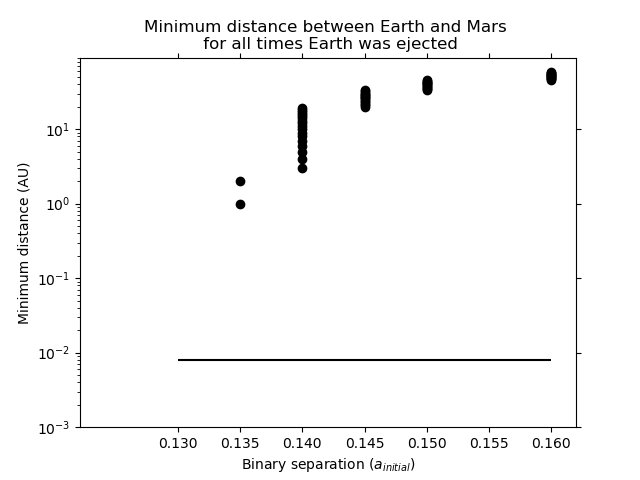 Minimum distance between Earth and Mars
for all times Earth was ejected
Minimum distance (AU)
10¹
10⁰
10⁻¹
10⁻²
10⁻³
0.130 0.135 0.140 0.145 0.150 0.155 0.160
Binary separation (a_initial)